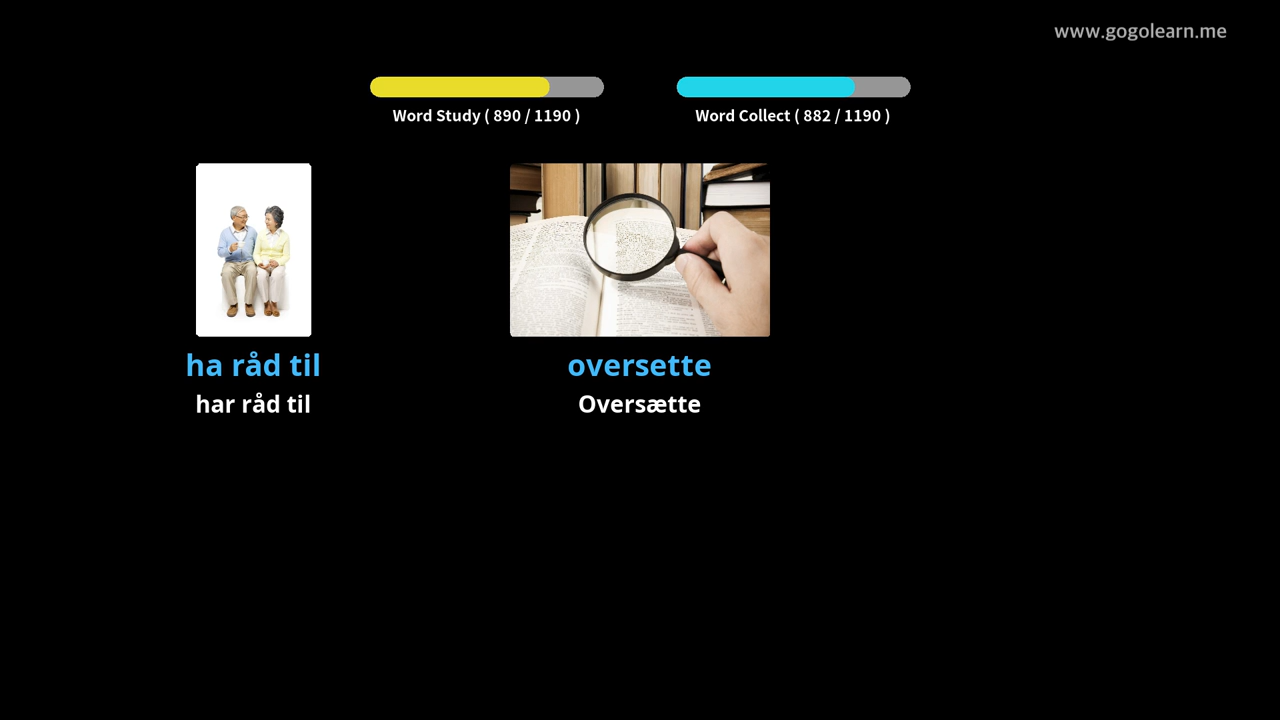 www.gogolearn.me
Word Study ( 890 / 1190 )
Word Collect ( 882 / 1190 )
ha råd til
har råd til
oversette
Oversætte